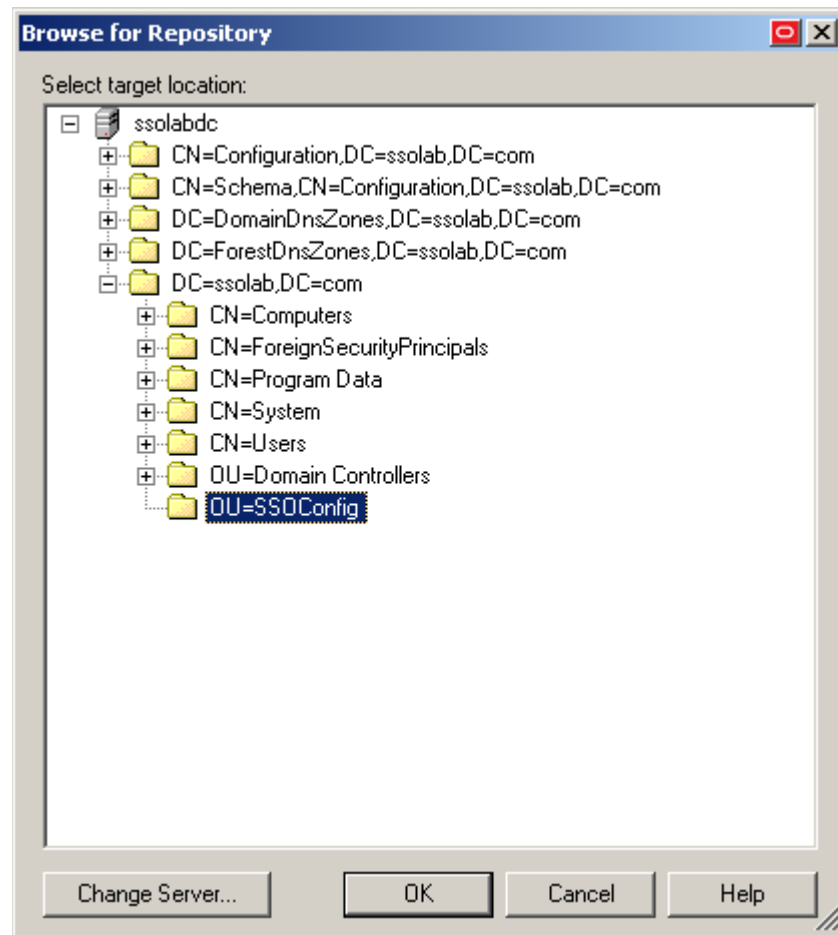 Browse for Repository
Select target location:
ssolabdc
CN=Configuration,DC=ssolab,DC=com
CN=Schema,CN=Configuration,DC=ssolab,DC=com
DC=DomainDnsZones,DC=ssolab,DC=com
DC=ForestDnsZones,DC=ssolab,DC=com
DC=ssolab,DC=com
CN=Computers
CN=ForeignSecurityPrincipals
CN=Program Data
CN=System
CN=Users
OU=Domain Controllers
OU=SSOConfig
Change Server... OK Cancel Help